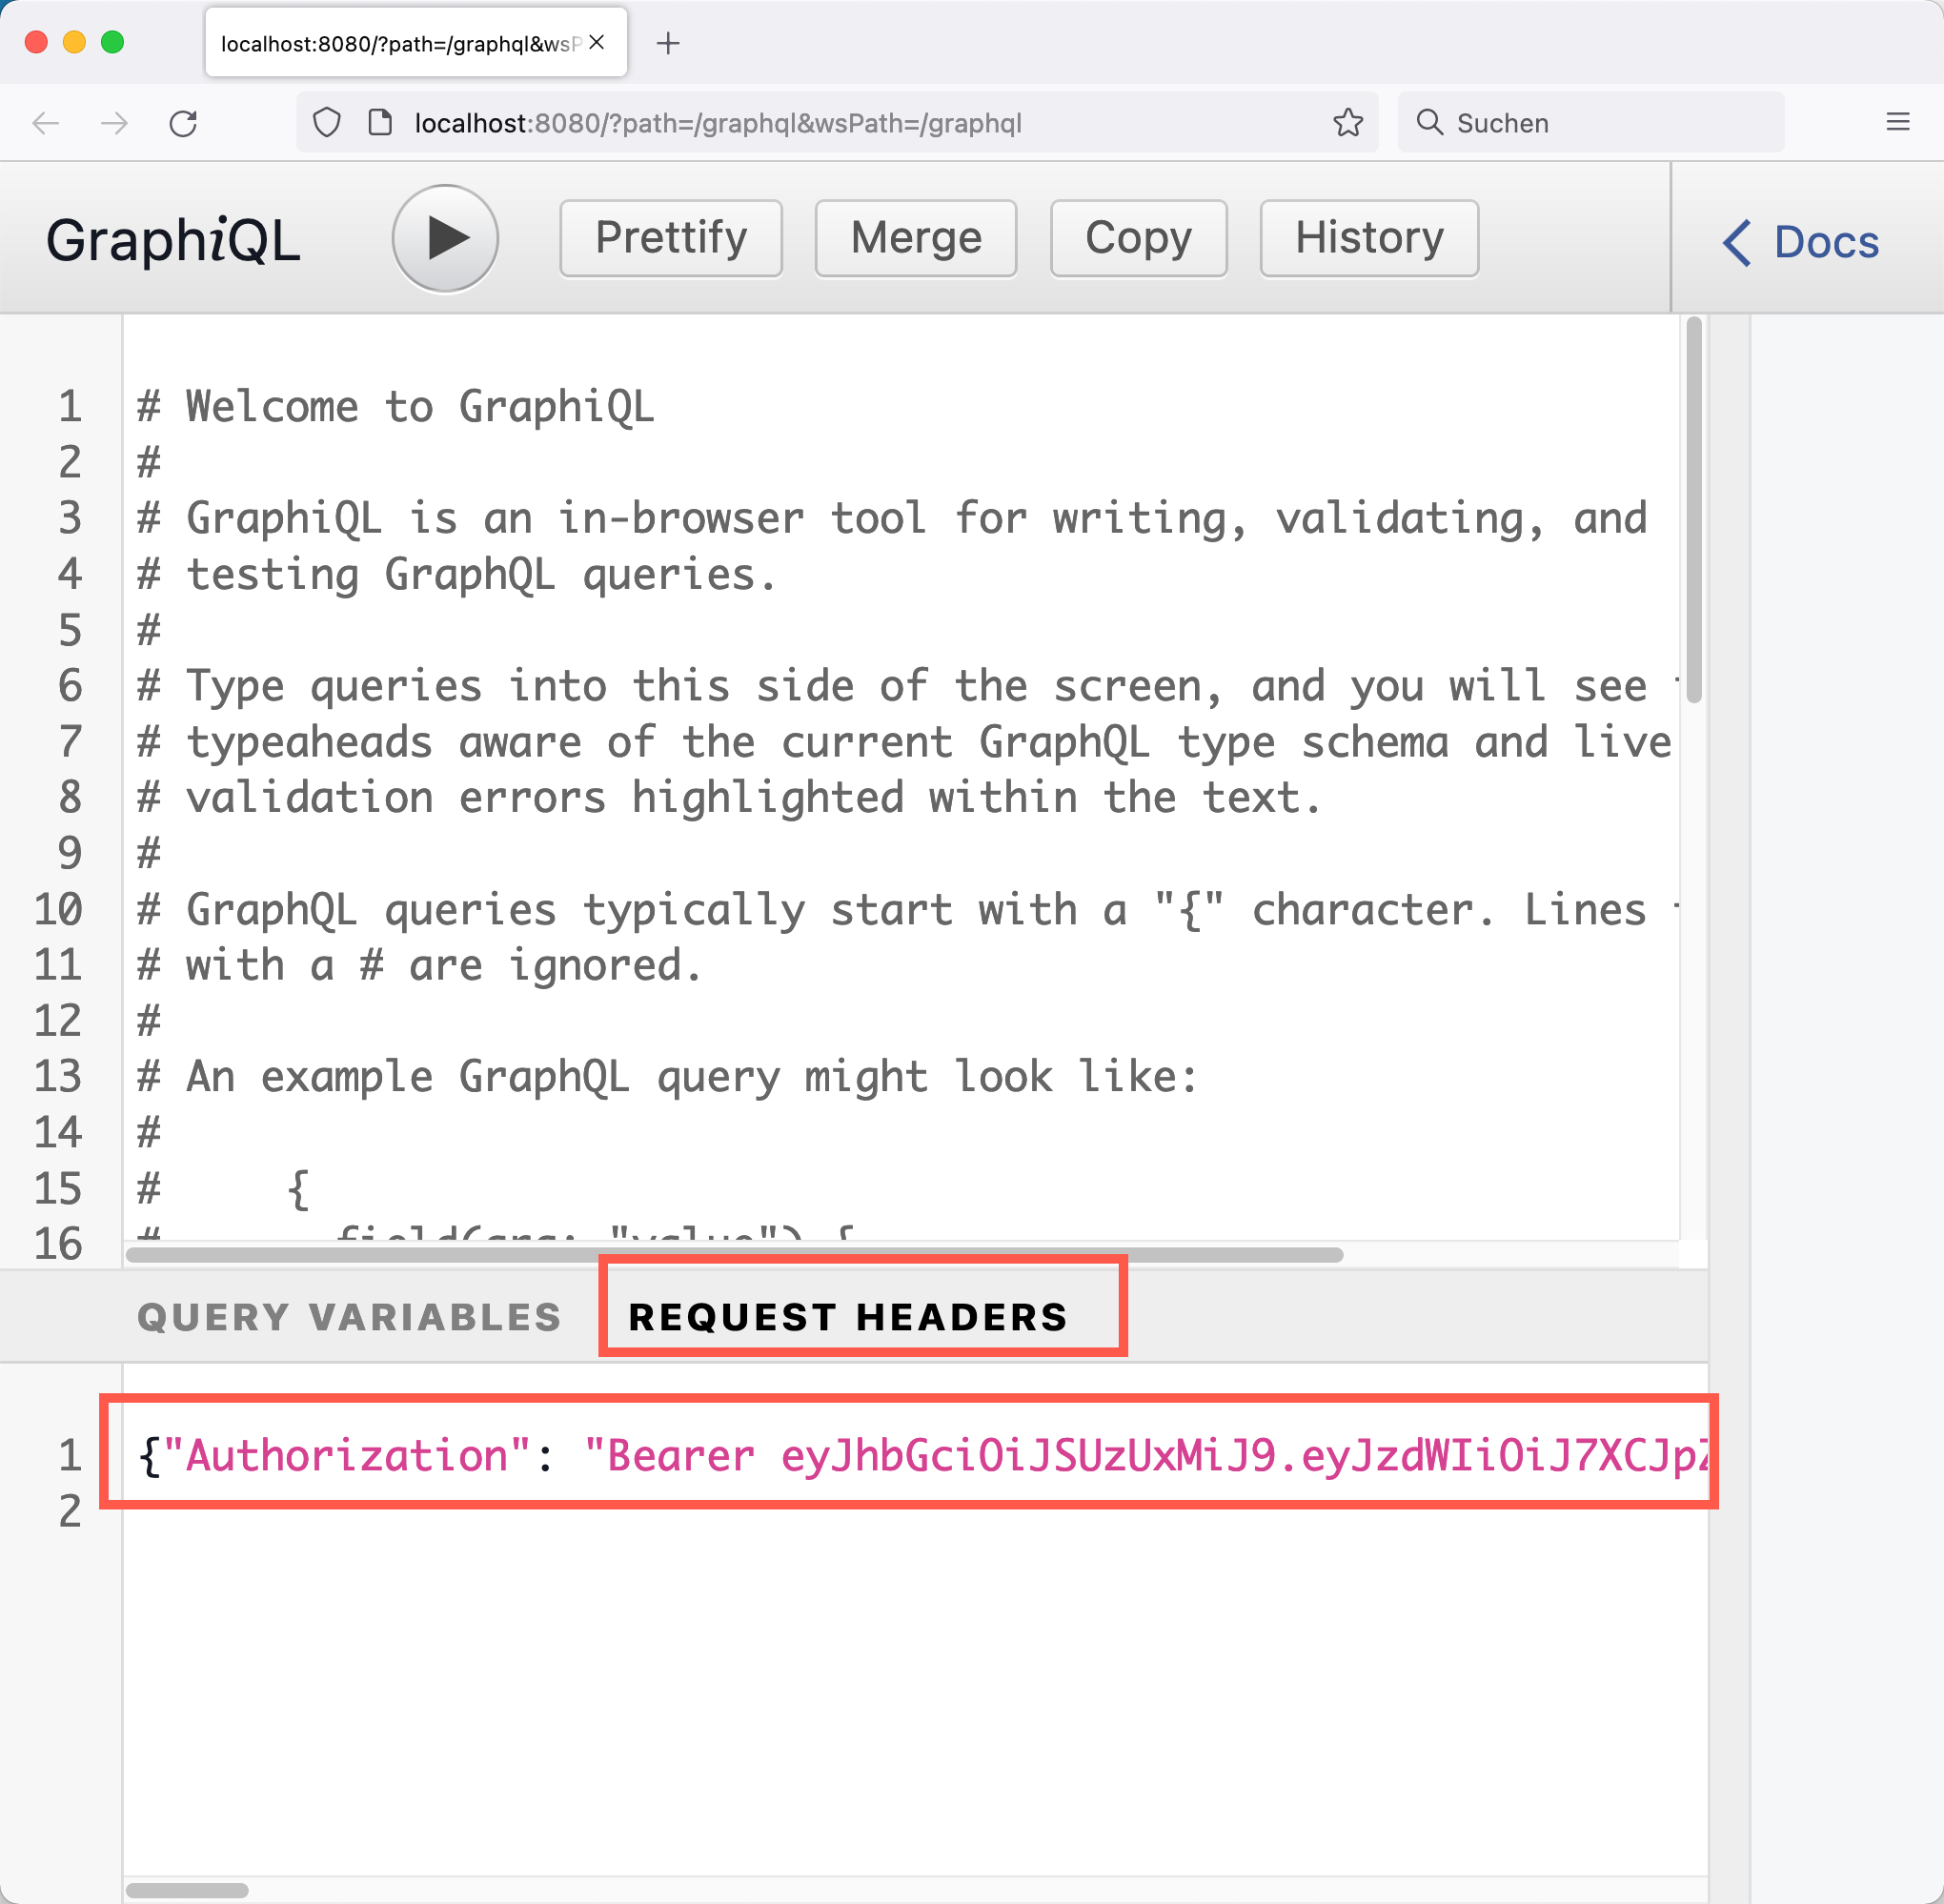 localhost:8080/?path=/graphql&wsP
localhost:8080/?path=/graphql&wsPath=/graphql
Suchen
GraphiQL
Prettify
Merge
Copy
History
Docs
1 # Welcome to GraphiQL
2 #
3 # GraphiQL is an in-browser tool for writing, validating, and
4 # testing GraphQL queries.
5 #
6 # Type queries into this side of the screen, and you will see
7 # typeaheads aware of the current GraphQL type schema and live
8 # validation errors highlighted within the text.
9 #
10 # GraphQL queries typically start with a "{" character. Lines
11 # with a # are ignored.
12 #
13 # An example GraphQL query might look like:
14 #
15 #     {
16 #       field(arg: "value") {
QUERY VARIABLES
REQUEST HEADERS
1 {"Authorization": "Bearer eyJhbGciOiJSUzUxMiJ9.eyJzdWIiOiJ7XCJpZ
2